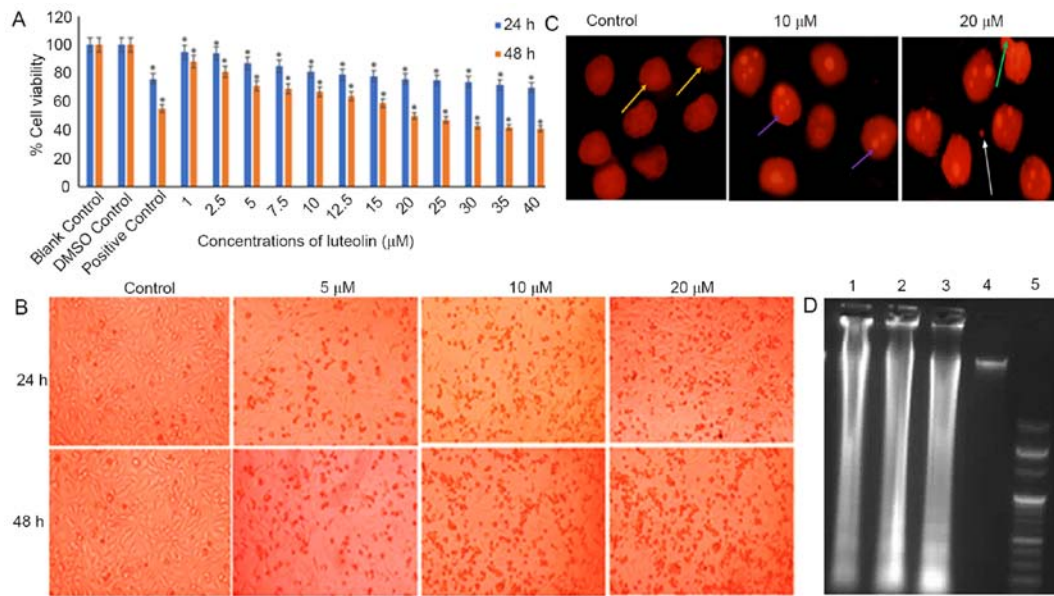 A
24 h
48 h
% Cell viability
120
100
80
60
40
20
0
* * * * * * * * * * * * * * * * * * * * * * * * * * * *
Blank Control
DMSO Control
Positive Control
1
2.5
5
7.5
10
12.5
15
20
25
30
35
40
Concentrations of luteolin (μM)
B
Control
5 μM
10 μM
20 μM
24 h
48 h
C
Control
10 μM
20 μM
D
1
2
3
4
5